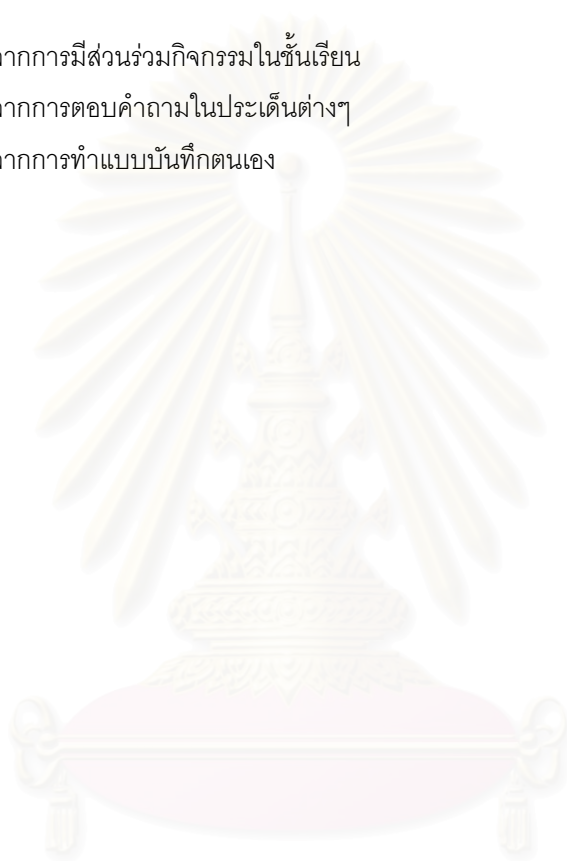 จากการมีส่วนร่วมกิจกรรมในชั้นเรียน
จากการตอบคำถามในประเด็นต่างๆ
จากการทำแบบบันทึกตนเอง